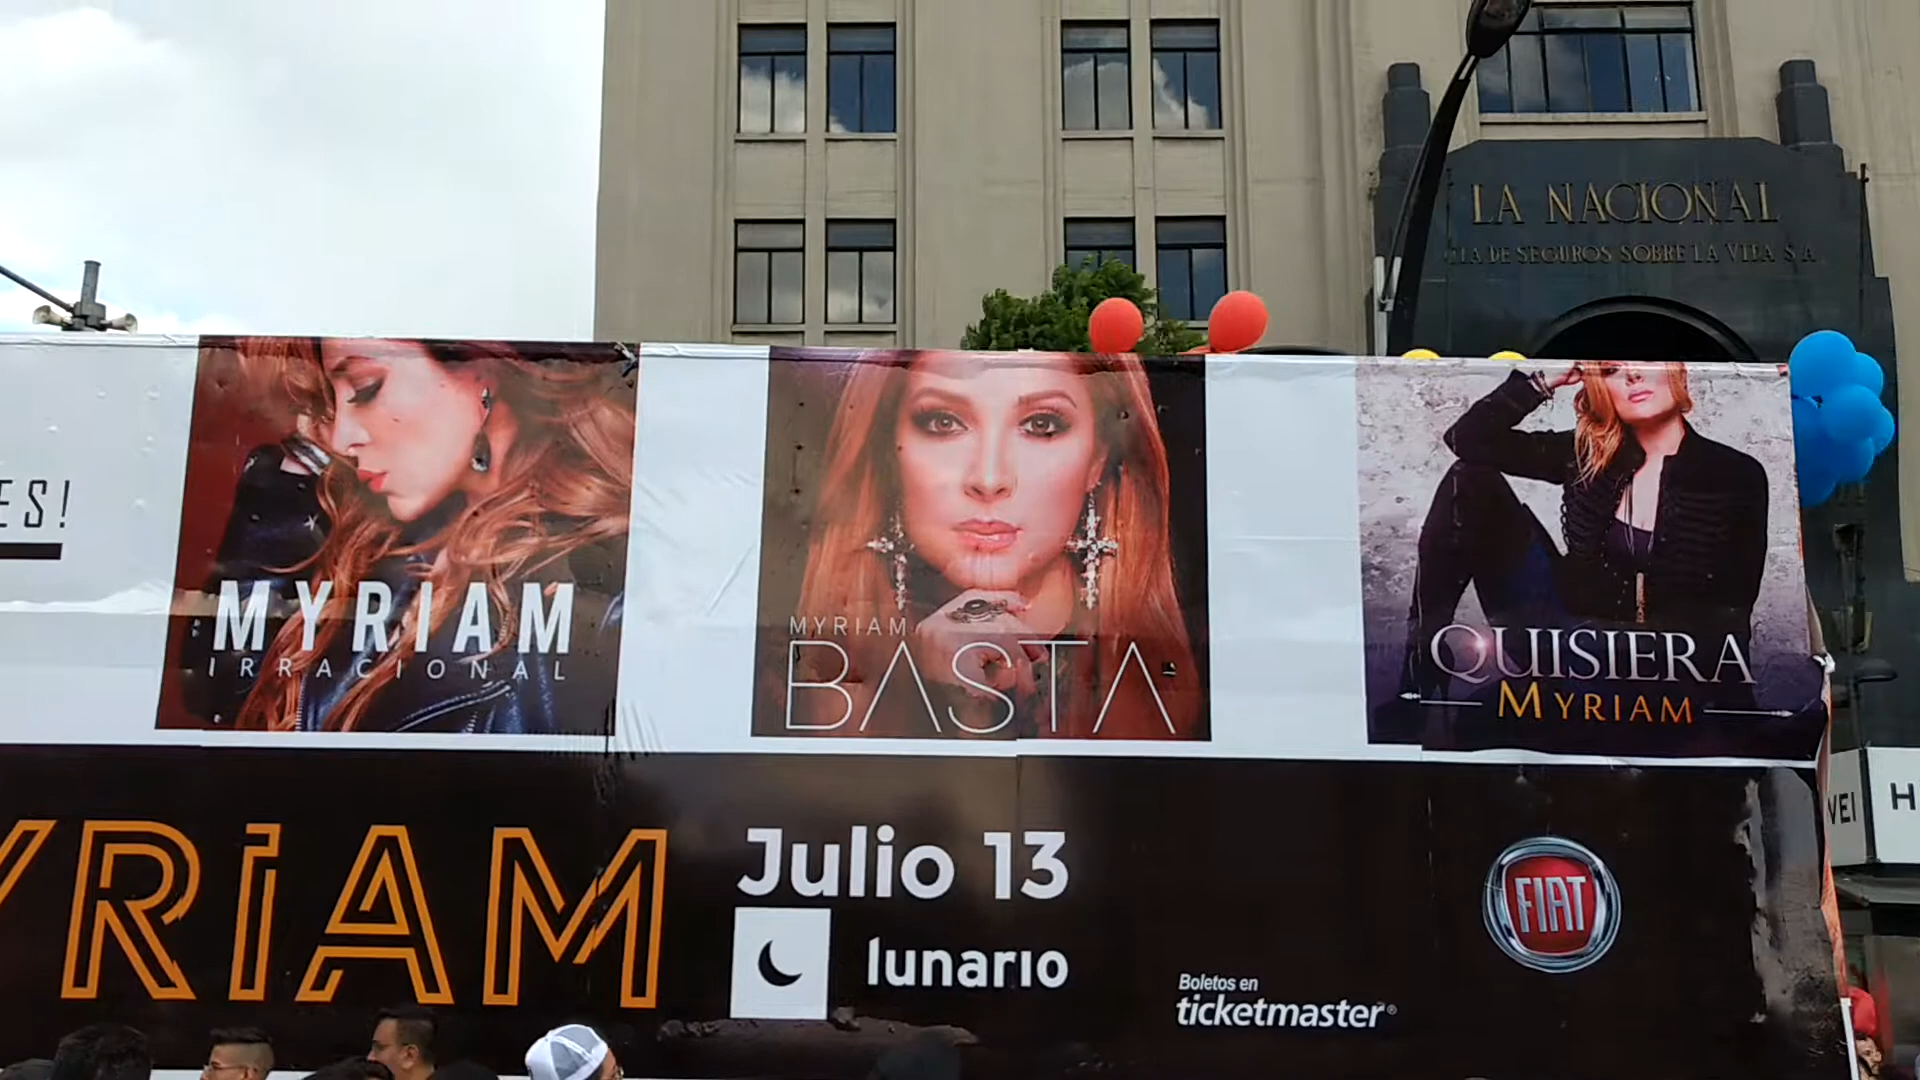 LA NACIONAL
CIA DE SEGUROS SOBRE LA VIDA S A
ES!
MYRIAM
IRRACIONAL
MYRIAM
BASTA
QUISIERA
MYRIAM
YRIAM
Julio 13
lunario
Boletos en
ticketmaster®
FIAT
VEI
H